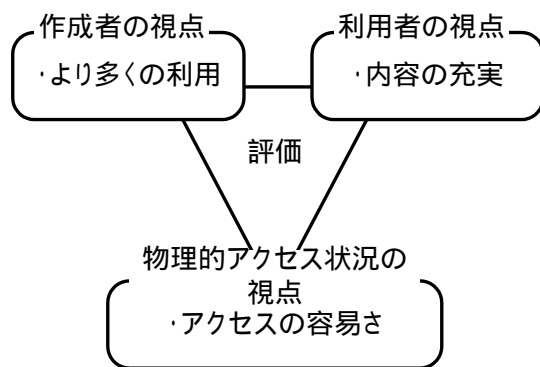 作成者の視点
・より多くの利用
利用者の視点
・内容の充実
評価
物理的アクセス状況の
視点
・アクセスの容易さ